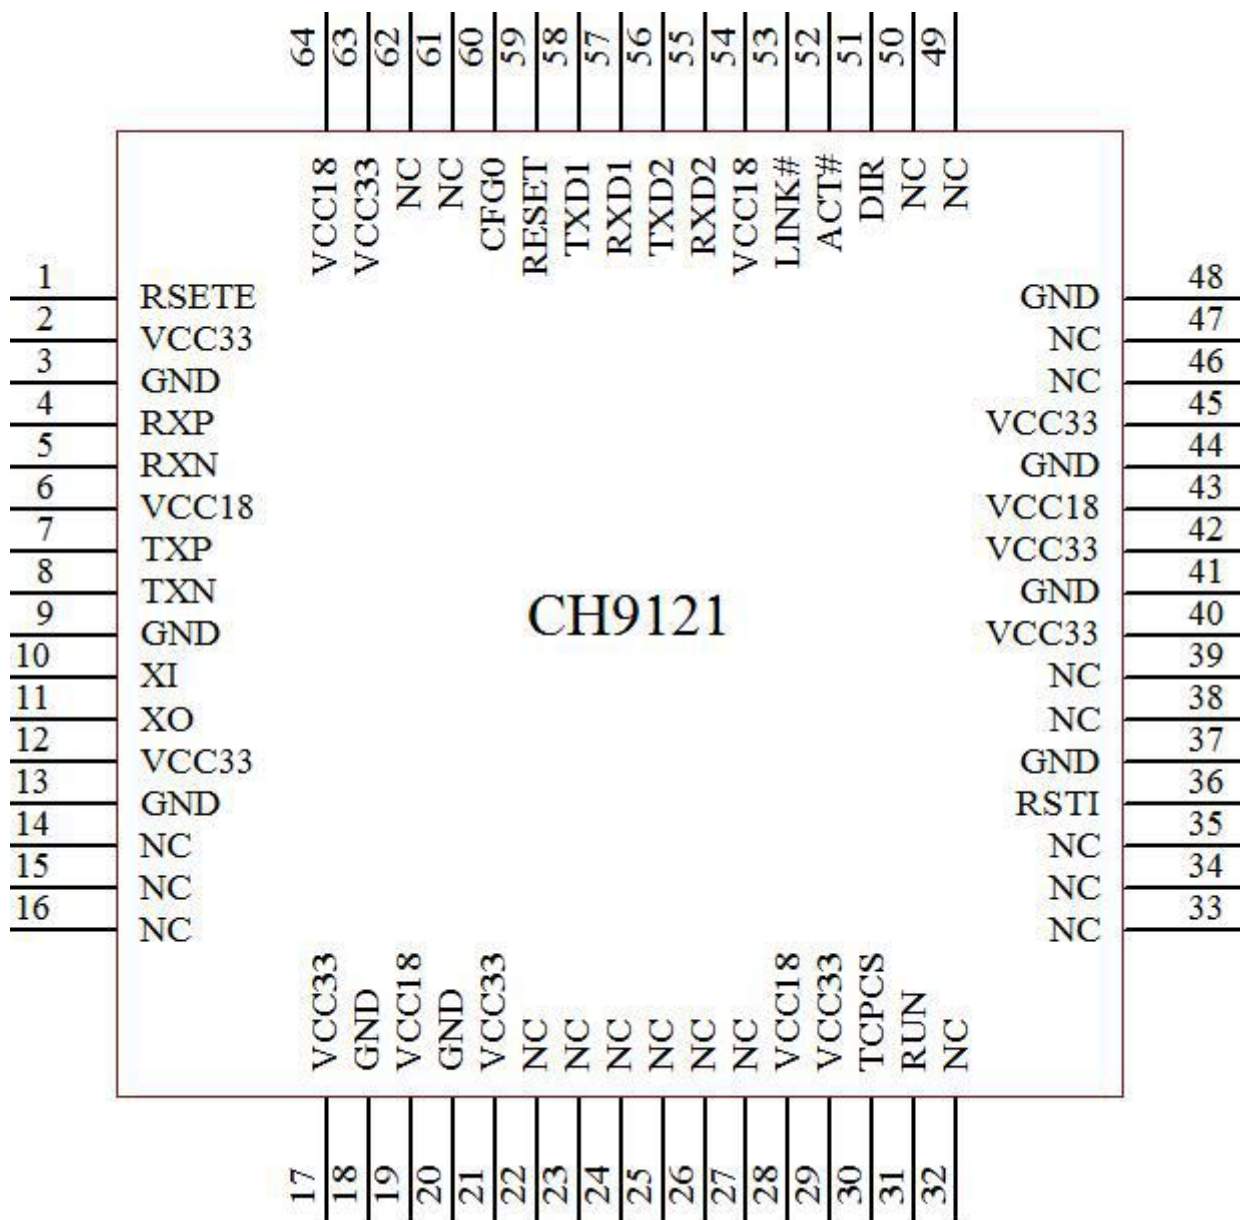 64 63 62 61 60 59 58 57 56 55 54 53 52 51 50 49
VCC18 VCC33 NC NC CFG0 RESET TXD1 RXD1 TXD2 RXD2 VCC18 LINK# ACT# DIR NC NC
1 RSETE
2 VCC33
3 GND
4 RXP
5 RXN
6 VCC18
7 TXP
8 TXN
9 GND
10 XI
11 XO
12 VCC33
13 GND
14 NC
15 NC
16 NC
CH9121
GND 48
NC 47
NC 46
VCC33 45
GND 44
VCC18 43
VCC33 42
GND 41
VCC33 40
NC 39
NC 38
GND 37
RSTI 36
NC 35
NC 34
NC 33
VCC33 GND VCC18 GND VCC33 NC NC NC NC NC NC VCC18 VCC33 TCPCS RUN NC
17 18 19 20 21 22 23 24 25 26 27 28 29 30 31 32